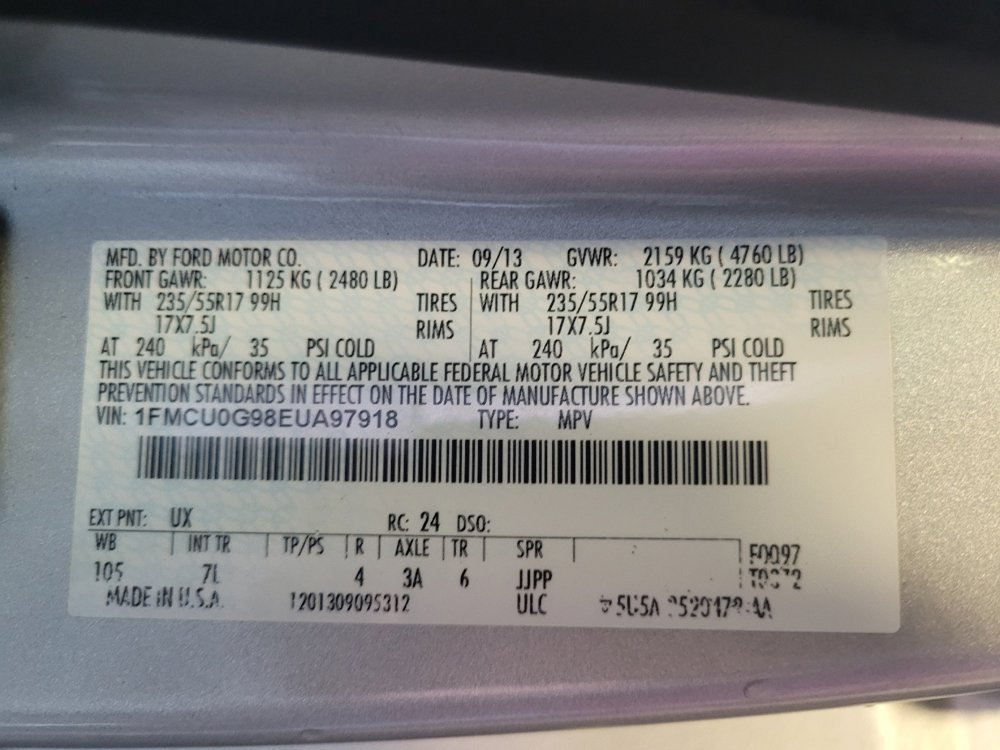 MFD. BY FORD MOTOR CO. DATE: 09/13 GVWR: 2159 KG ( 4760 LB)
FRONT GAWR: 1125 KG ( 2480 LB) REAR GAWR: 1034 KG ( 2280 LB)
WITH 235/55R17 99H TIRES WITH 235/55R17 99H TIRES
17X7.5J RIMS 17X7.5J RIMS
AT 240 kPa/ 35 PSI COLD AT 240 kPa/ 35 PSI COLD
THIS VEHICLE CONFORMS TO ALL APPLICABLE FEDERAL MOTOR VEHICLE SAFETY AND THEFT
PREVENTION STANDARDS IN EFFECT ON THE DATE OF MANUFACTURE SHOWN ABOVE.
VIN: 1FMCU0G98EUA97918 TYPE: MPV
EXT PNT: UX RC: 24 DSO:
WB INT TR TP/PS R AXLE TR SPR
F0097
105 7L 4 3A 6 JJPP
MADE IN U.S.A. 1201309095312 ULC